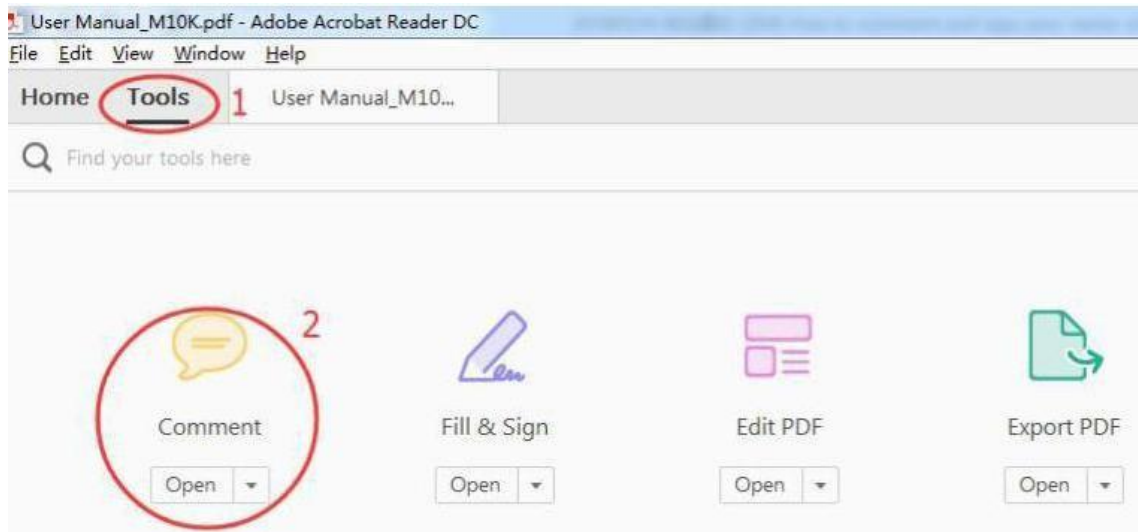 User Manual_M10K.pdf - Adobe Acrobat Reader DC
File Edit View Window Help
Home Tools 1 User Manual_M10...
Find your tools here
2
Comment Fill & Sign Edit PDF Export PDF
Open Open Open Open